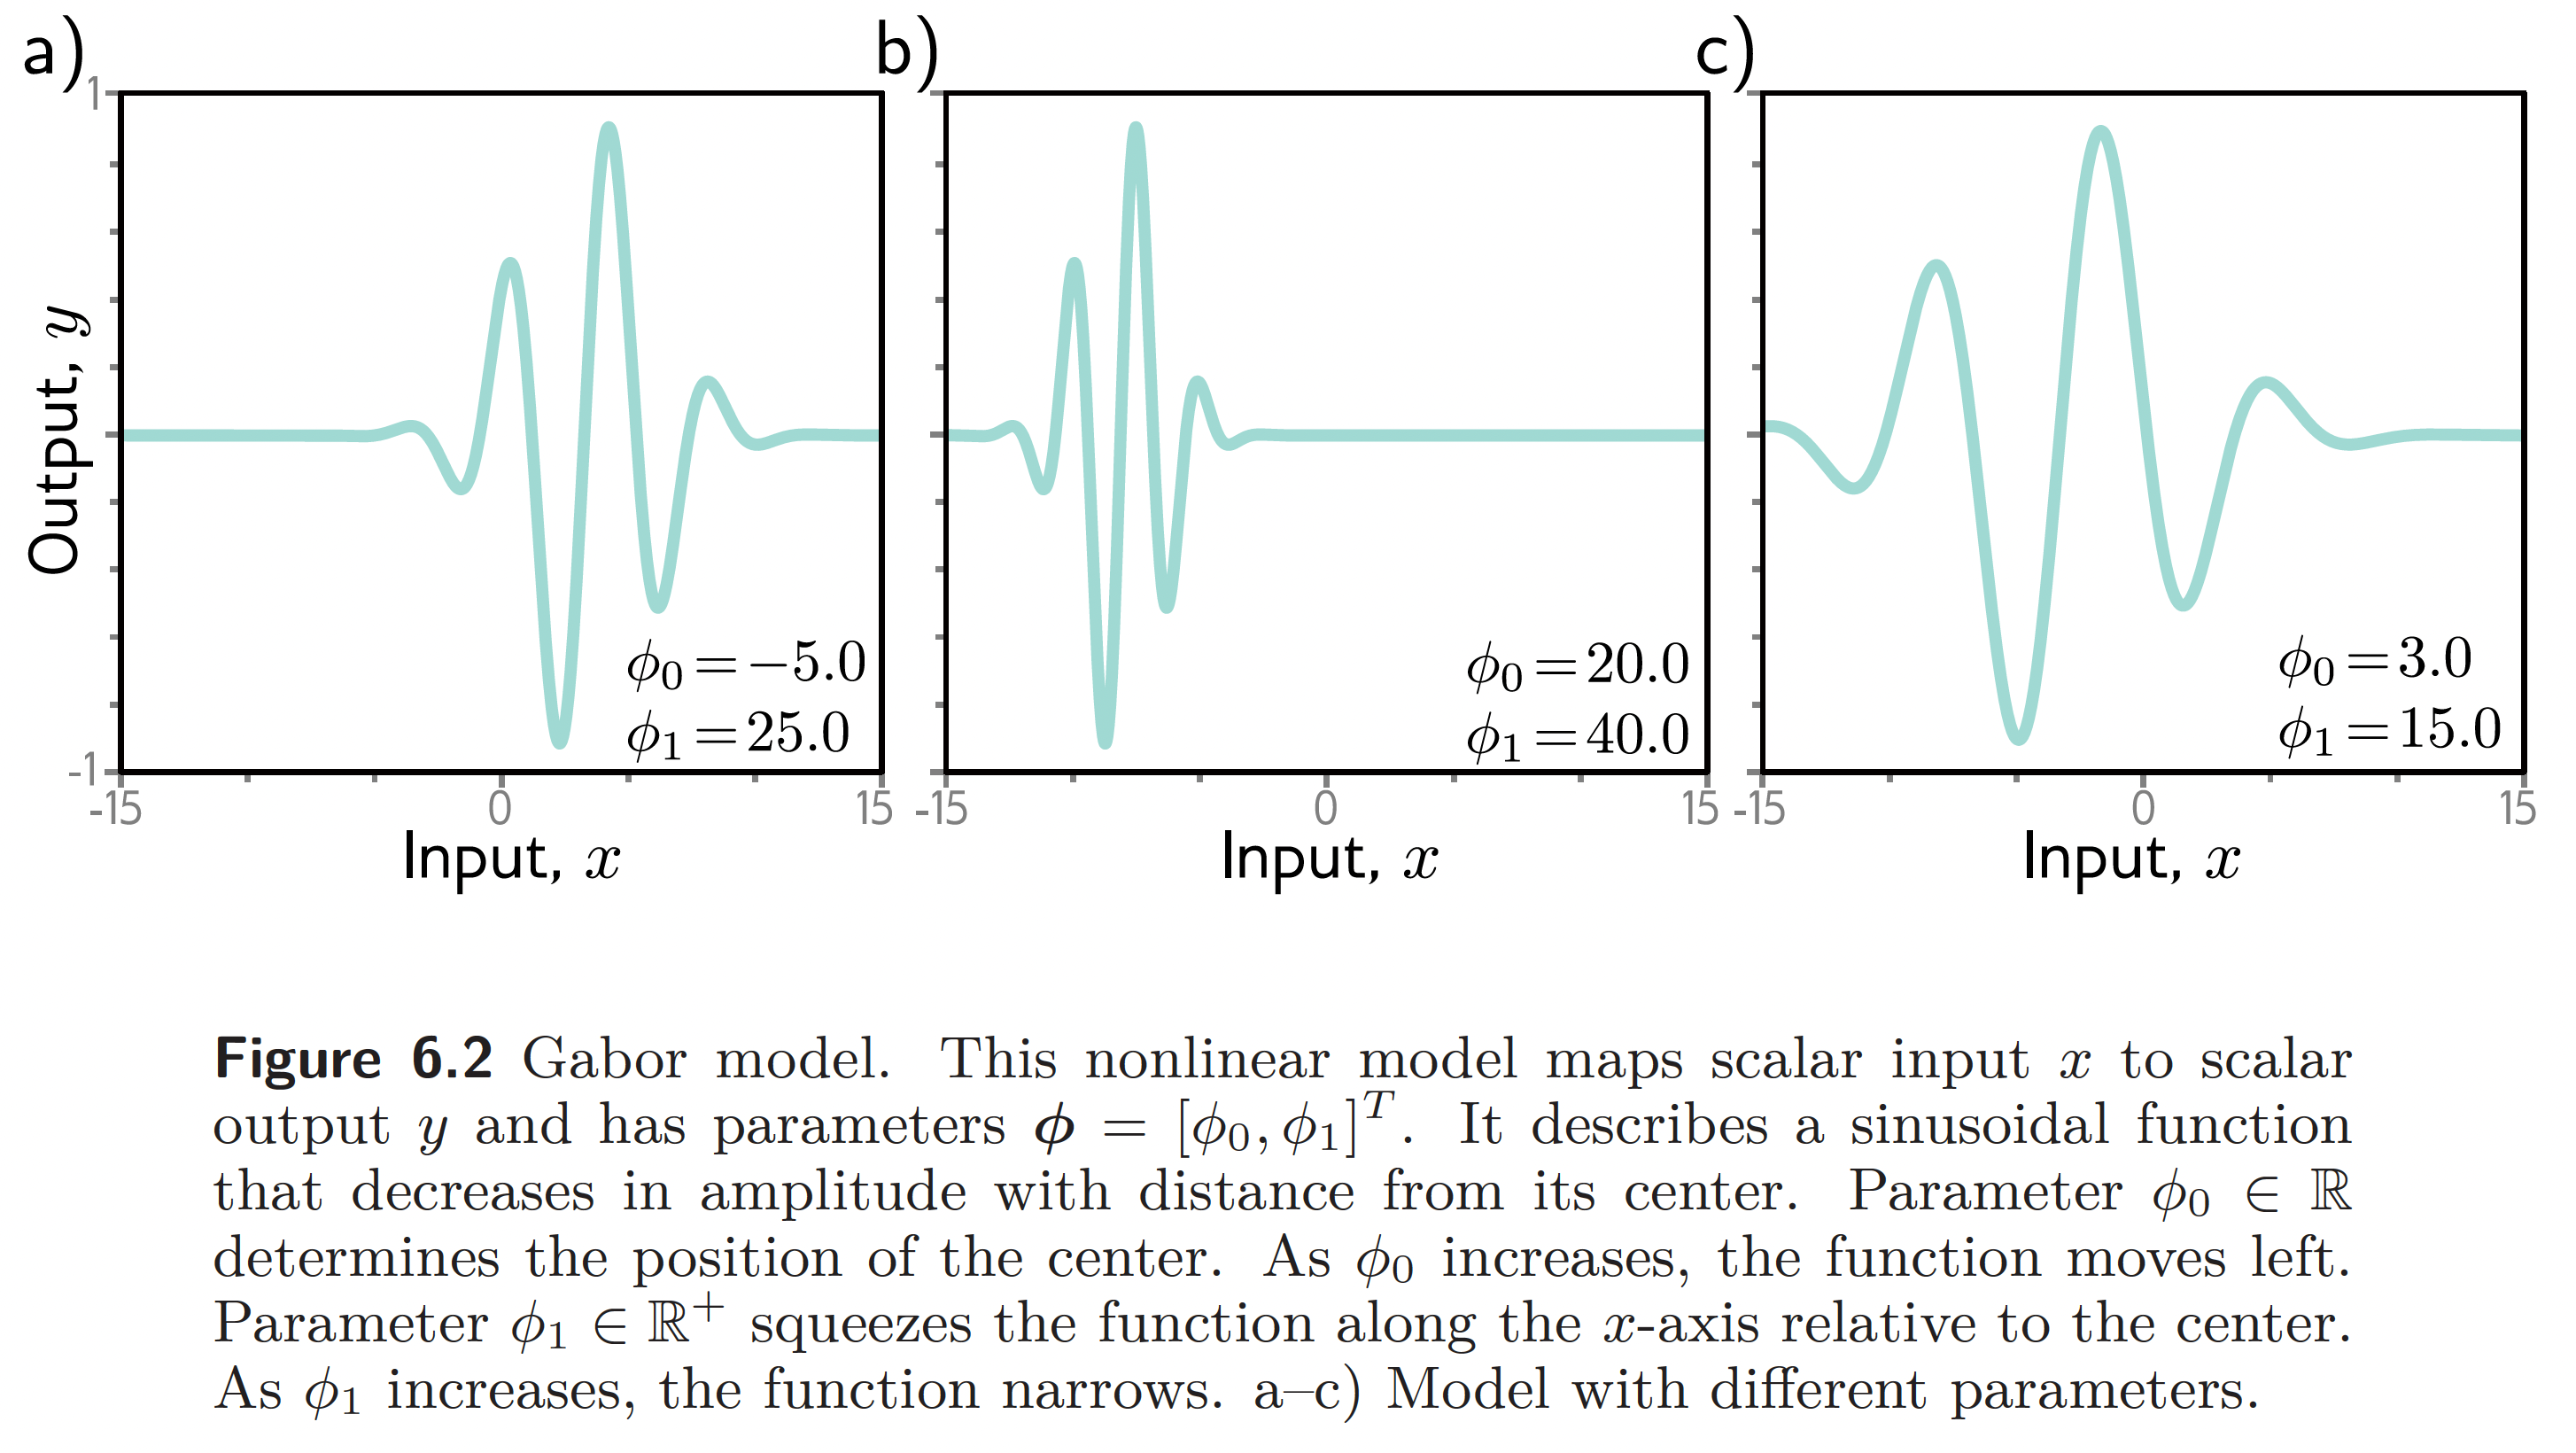 a)
b)
c)
1
Output, y
-1
ϕ₀ = −5.0
ϕ₁ = 25.0
ϕ₀ = 20.0
ϕ₁ = 40.0
ϕ₀ = 3.0
ϕ₁ = 15.0
-15 0 15
-15 0 15
-15 0 15
Input, x
Input, x
Input, x
Figure 6.2 Gabor model. This nonlinear model maps scalar input x to scalar
output y and has parameters ϕ = [ϕ₀, ϕ₁]ᵀ. It describes a sinusoidal function
that decreases in amplitude with distance from its center. Parameter ϕ₀ ∈ ℝ
determines the position of the center. As ϕ₀ increases, the function moves left.
Parameter ϕ₁ ∈ ℝ⁺ squeezes the function along the x-axis relative to the center.
As ϕ₁ increases, the function narrows. a–c) Model with different parameters.